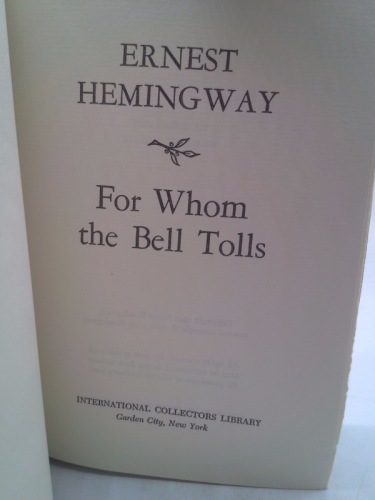 ERNEST
HEMINGWAY
For Whom
the Bell Tolls
INTERNATIONAL COLLECTORS LIBRARY
Garden City, New York